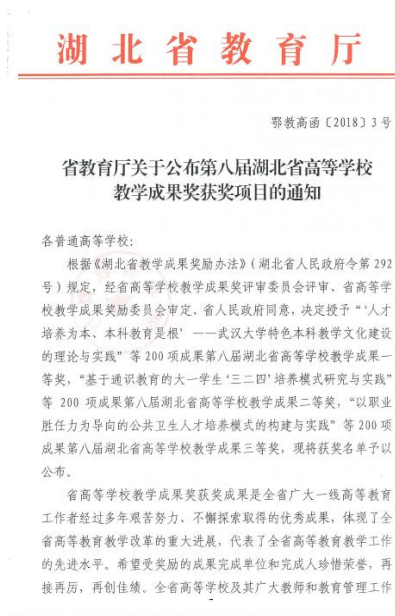 湖北省教育厅
鄂教高函〔2018〕3号
省教育厅关于公布第八届湖北省高等学校
教学成果奖获奖项目的通知
各普通高等学校：
根据《湖北省教学成果奖励办法》（湖北省人民政府令第292
号）规定，经省高等学校教学成果奖评审委员会评审、省高等学
校教学成果奖励委员会审定、省人民政府同意，决定授予“‘人才
培养为本、本科教育是根’——武汉大学特色本科教学文化建设
的理论与实践”等200项成果第八届湖北省高等学校教学成果一
等奖，“基于通识教育的大一学生‘三二四’培养模式研究与实践”
等 200 项成果第八届湖北省高等学校教学成果二等奖，“以职业
胜任力为导向的公共卫生人才培养模式的构建与实践”等200项
成果第八届湖北省高等学校教学成果三等奖，现将获奖名单予以
公布。
省高等学校教学成果奖获奖成果是全省广大一线高等教育
工作者经过多年艰苦努力、不懈探索取得的优秀成果，体现了全
省高等教育教学改革的重大进展，代表了全省高等教育教学工作
的先进水平。希望受奖励的成果完成单位和完成人珍惜荣誉，再
接再厉，再创佳绩。全省高等学校及其广大教师和教育管理工作